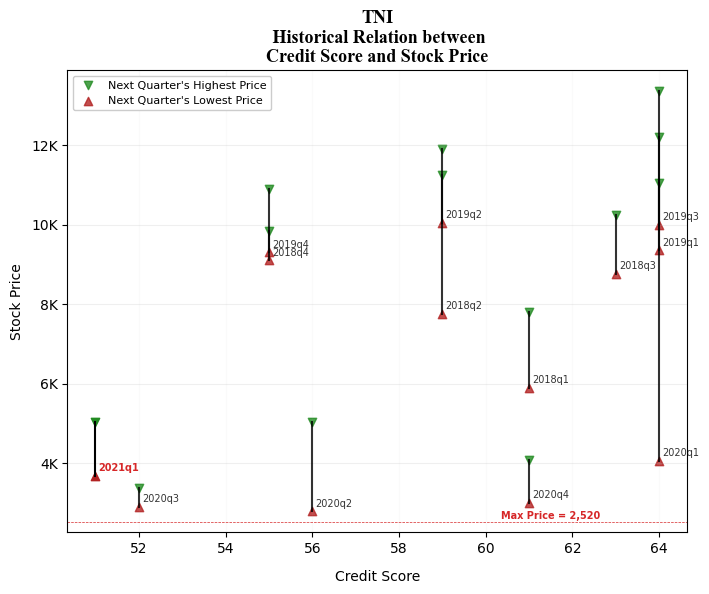 TNI
Historical Relation between
Credit Score and Stock Price
Next Quarter's Highest Price
Next Quarter's Lowest Price
12K
10K
8K
6K
4K
Stock Price
2019q4
2018q4
2019q2
2018q2
2019q3
2019q1
2018q3
2018q1
2020q1
2021q1
2020q3
2020q2
2020q4
Max Price = 2,520
52 54 56 58 60 62 64
Credit Score